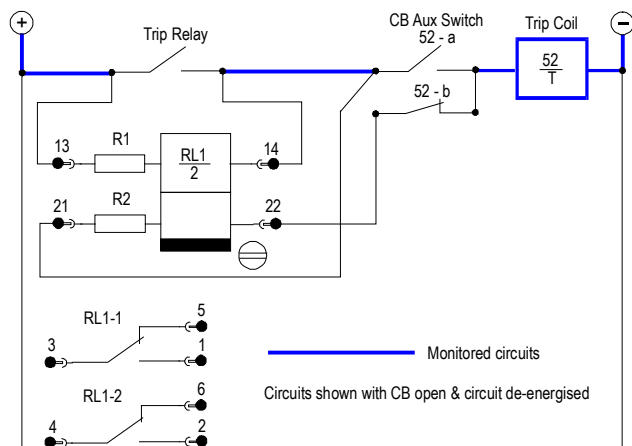 +
−
Trip Relay
CB Aux Switch
52 - a
Trip Coil
52
T
52 - b
13
R1
RL1
2
14
21
R2
22
RL1-1
5
3
1
RL1-2
6
4
2
Monitored circuits
Circuits shown with CB open & circuit de-energised